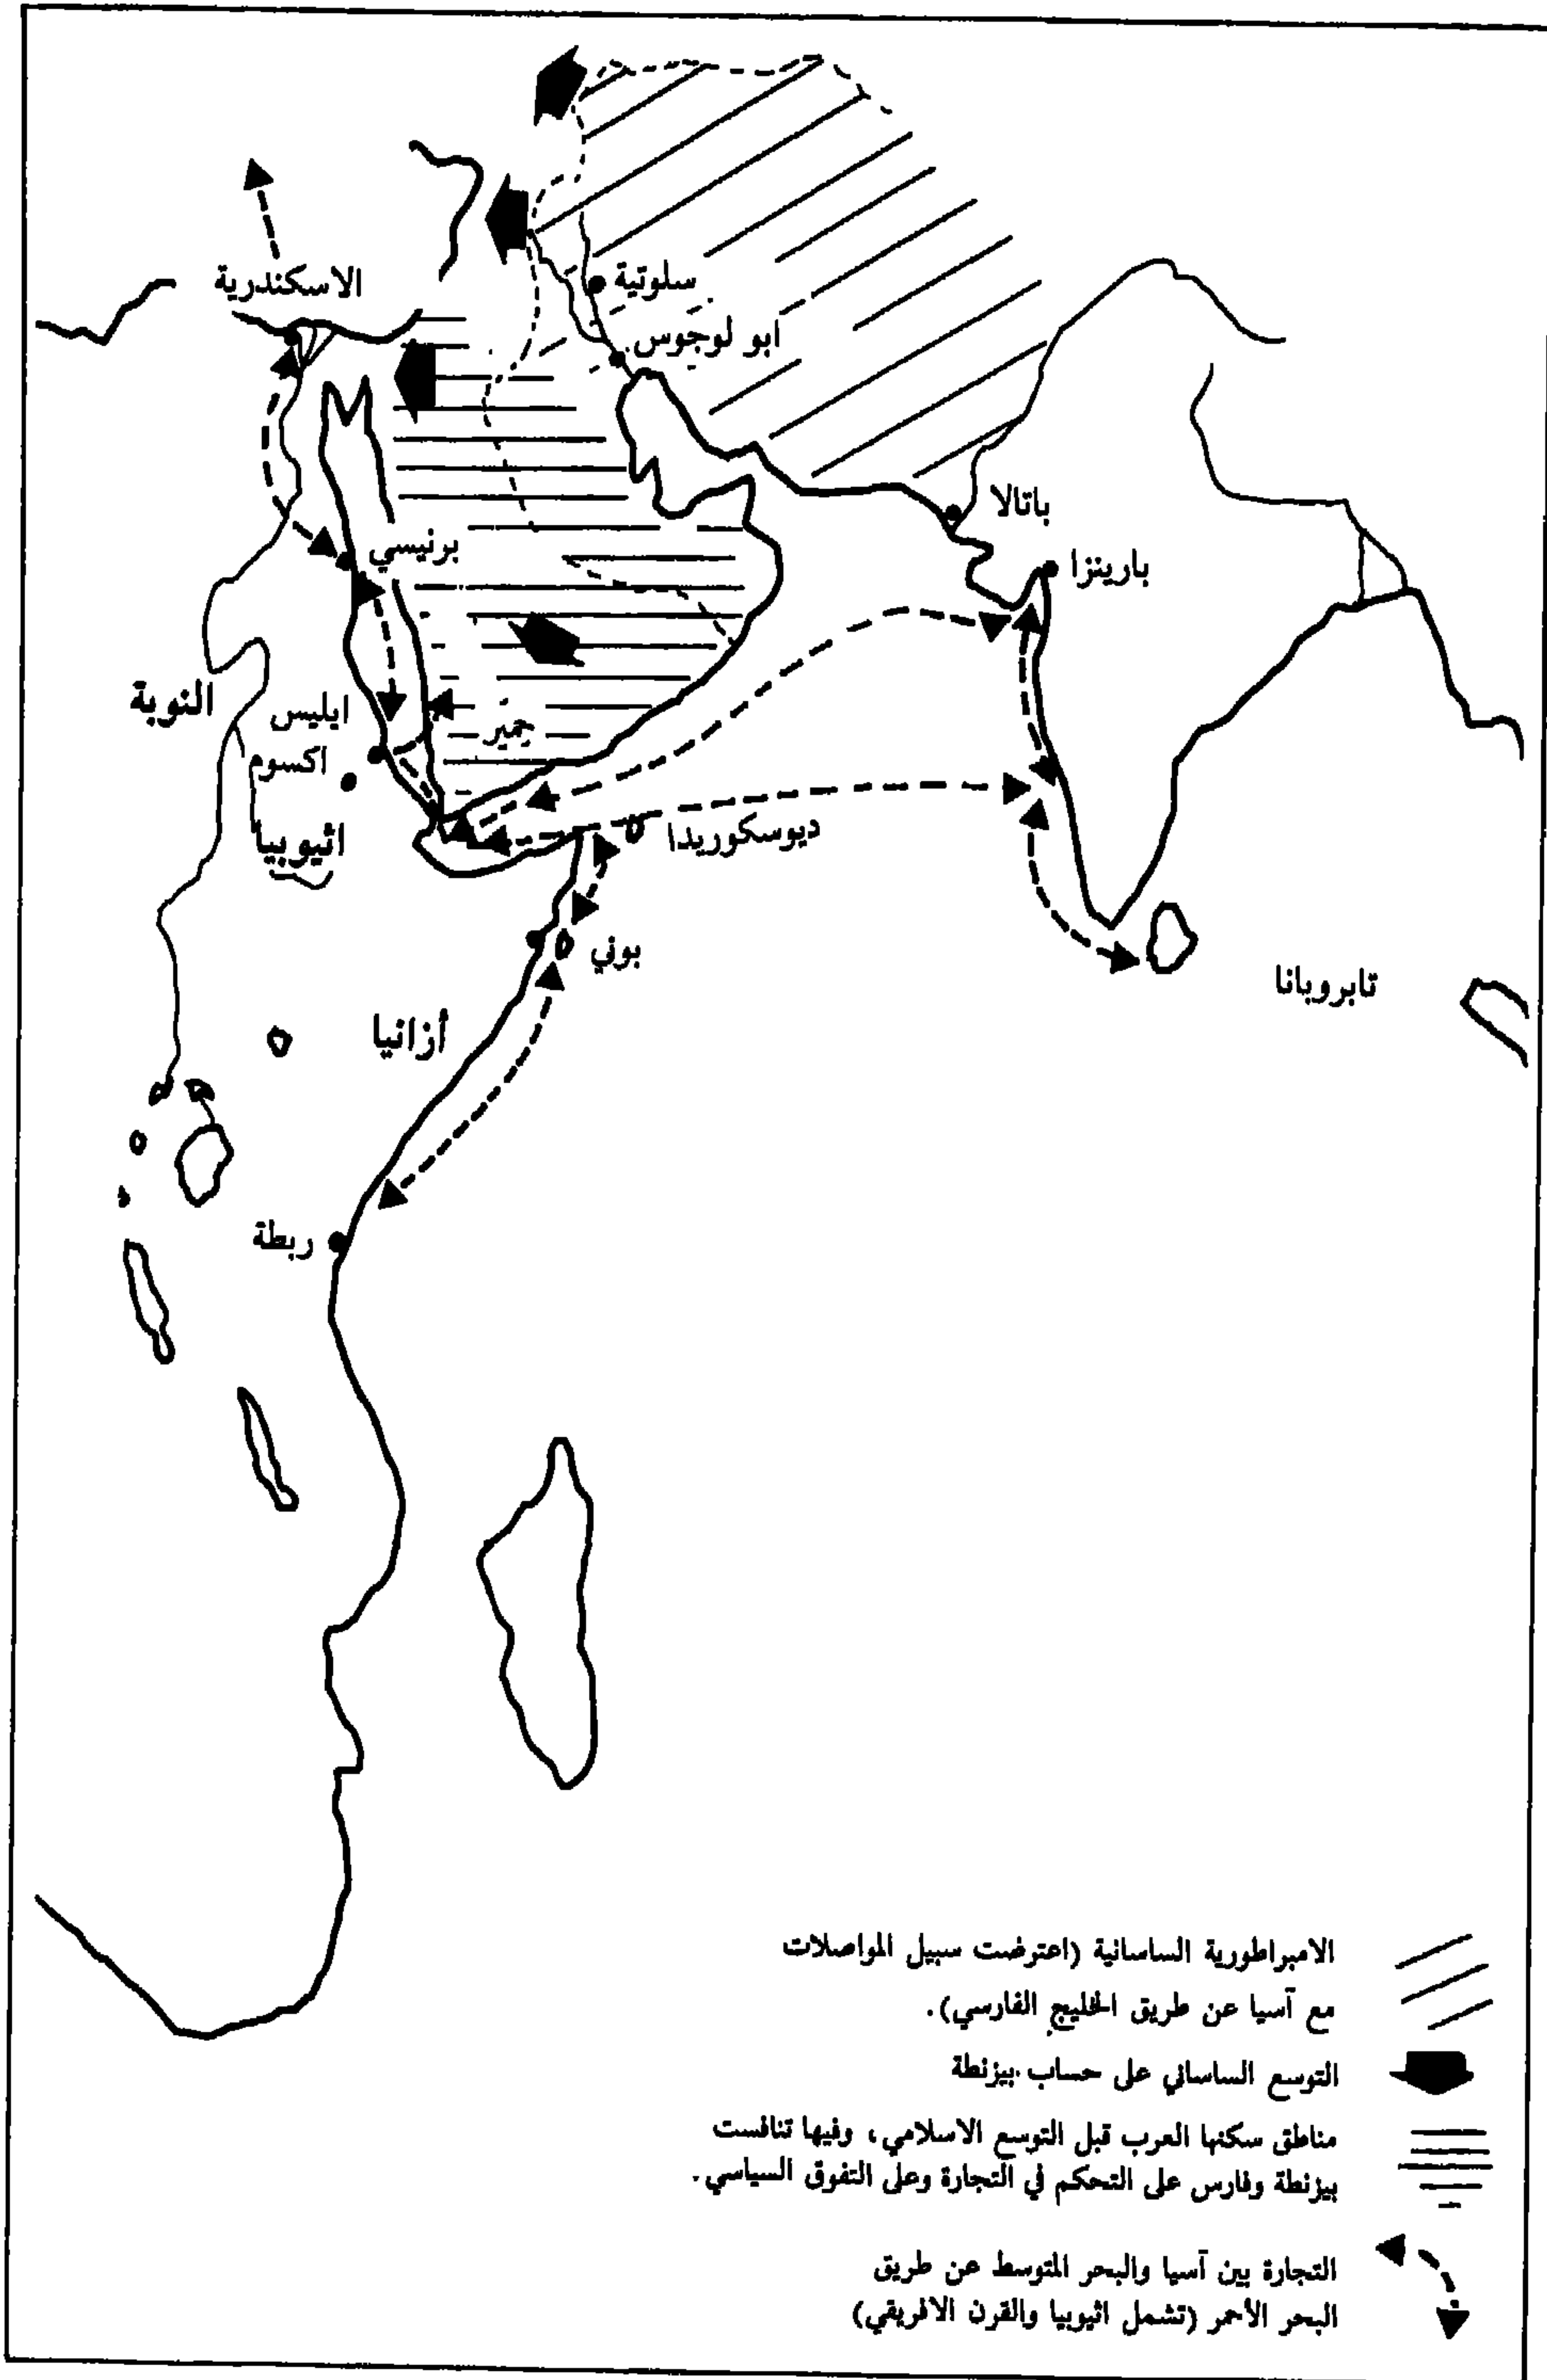 الاسكندرية
سلوتية
ابو لوجوس
باتالا
بارينزا
برنيسي
النوبة
ايليس
حمير
اكسوم
اثيوبيا
ديوسكوريدا
بوني
تابروبانا
أزانيا
ربطة
الامبراطورية الساسانية (اعترضت سبيل المواصلات
مع آسيا عن طريق الخليج الفارسي).
التوسع الساساني على حساب بيزنطة
مناطق سكنها العرب قبل التوسع الاسلامي، وفيها تنافست
بيزنطة وفارس على التحكم في التجارة وعلى التفوق السياسي.
التجارة بين آسيا والبحر المتوسط عن طريق
البحر الأحمر (تشمل اثيوبيا والقرن الافريقي)